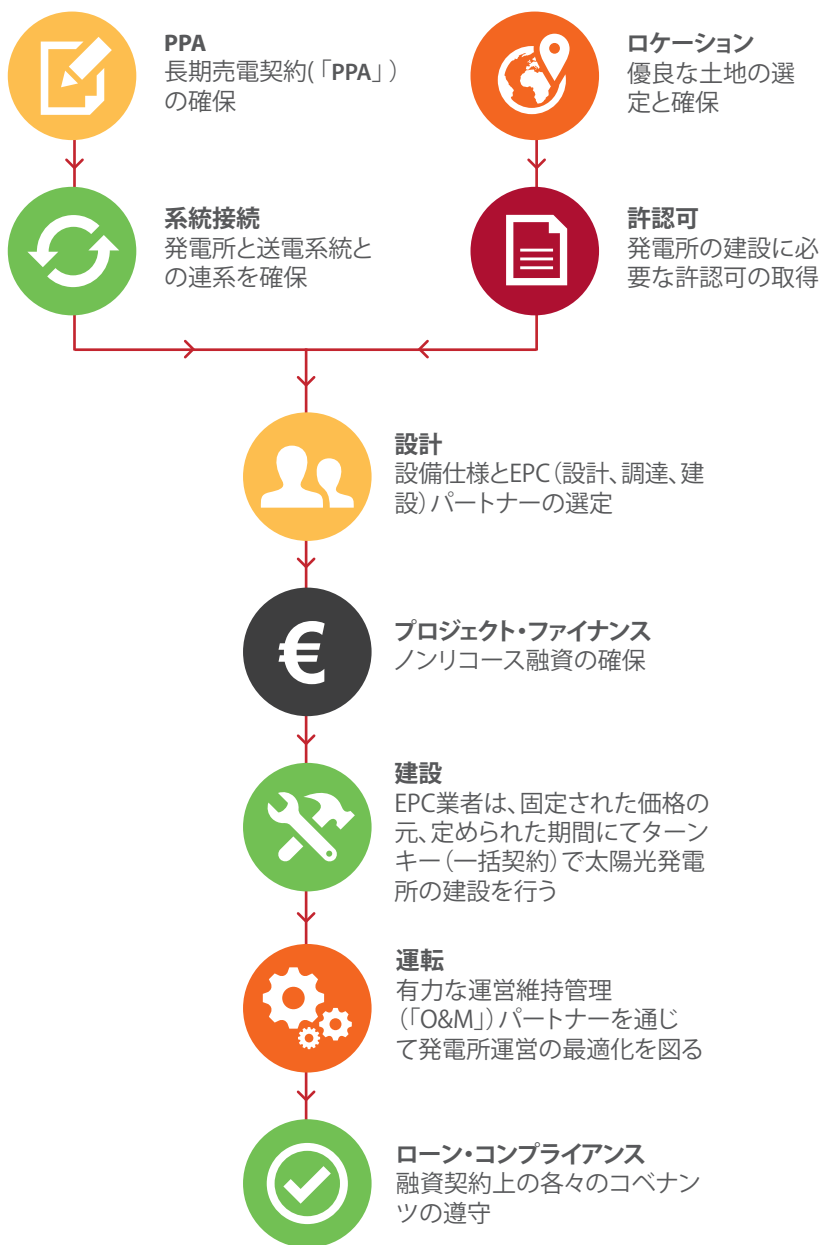 PPA
長期売電契約(「PPA」)
の確保
ロケーション
優良な土地の選
定と確保
系統接続
発電所と送電系統と
の連系を確保
許認可
発電所の建設に必
要な許認可の取得
設計
設備仕様とEPC(設計、調達、建
設)パートナーの選定
€
プロジェクト・ファイナンス
ノンリコース融資の確保
建設
EPC業者は、固定された価格の
元、定められた期間にてターン
キー(一括契約)で太陽光発電
所の建設を行う
運転
有力な運営維持管理
(「O&M」)パートナーを通じ
て発電所運営の最適化を図る
ローン・コンプライアンス
融資契約上の各々のコベナン
ツの遵守